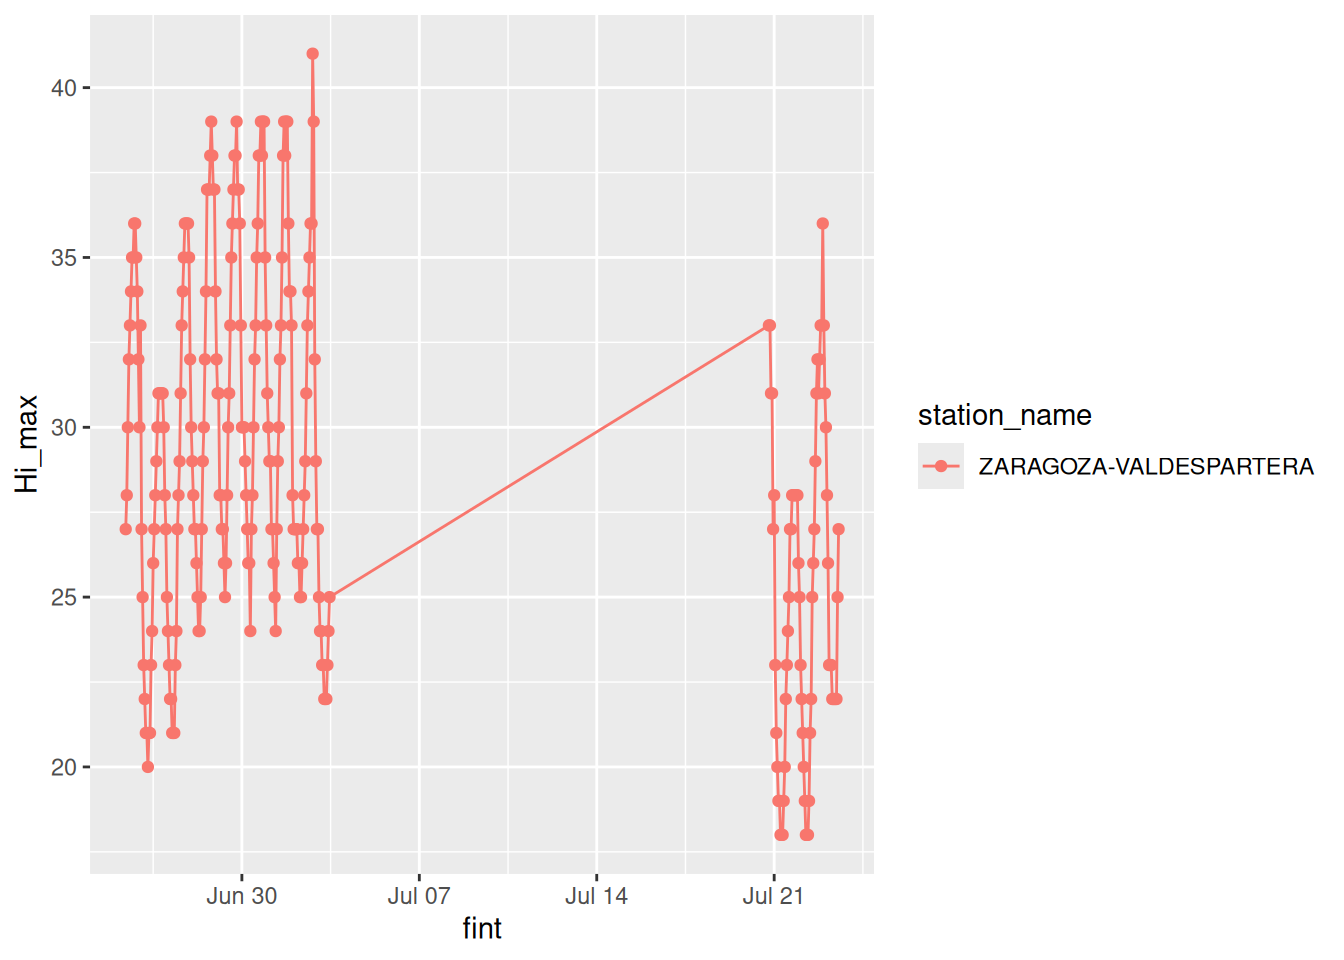 40
35
30
25
20
Hi_max
Jun 30
Jul 07
Jul 14
Jul 21
fint
station_name
ZARAGOZA-VALDESPARTERA